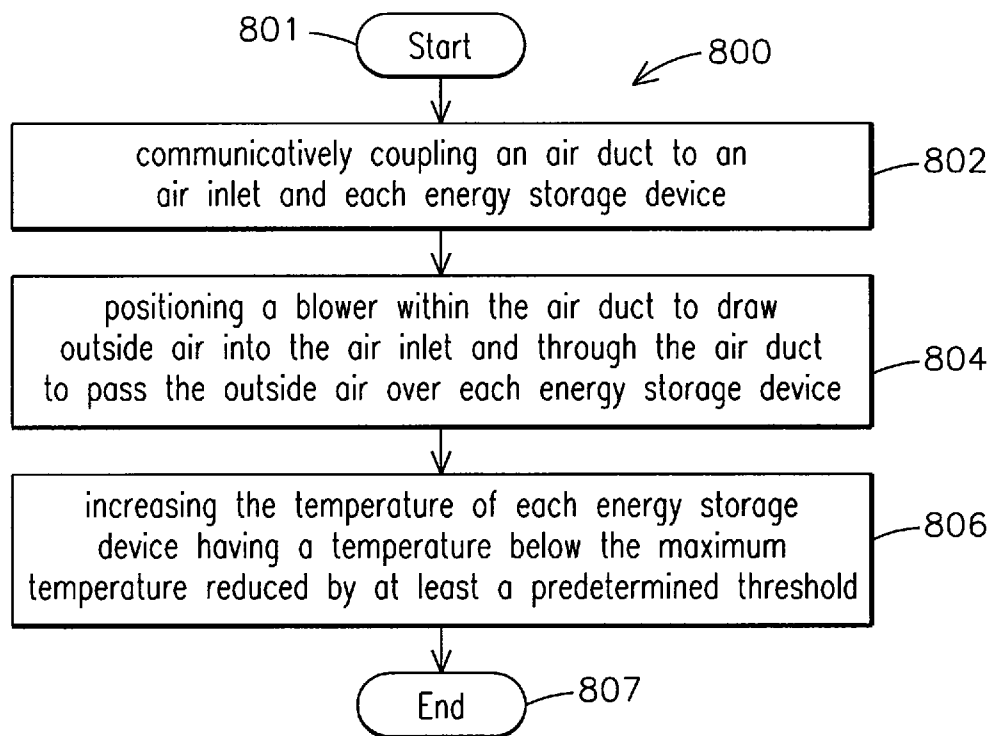 801
Start
800
communicatively coupling an air duct to an
air inlet and each energy storage device
802
positioning a blower within the air duct to draw
outside air into the air inlet and through the air duct
to pass the outside air over each energy storage device
804
increasing the temperature of each energy storage
device having a temperature below the maximum
temperature reduced by at least a predetermined threshold
806
End
807